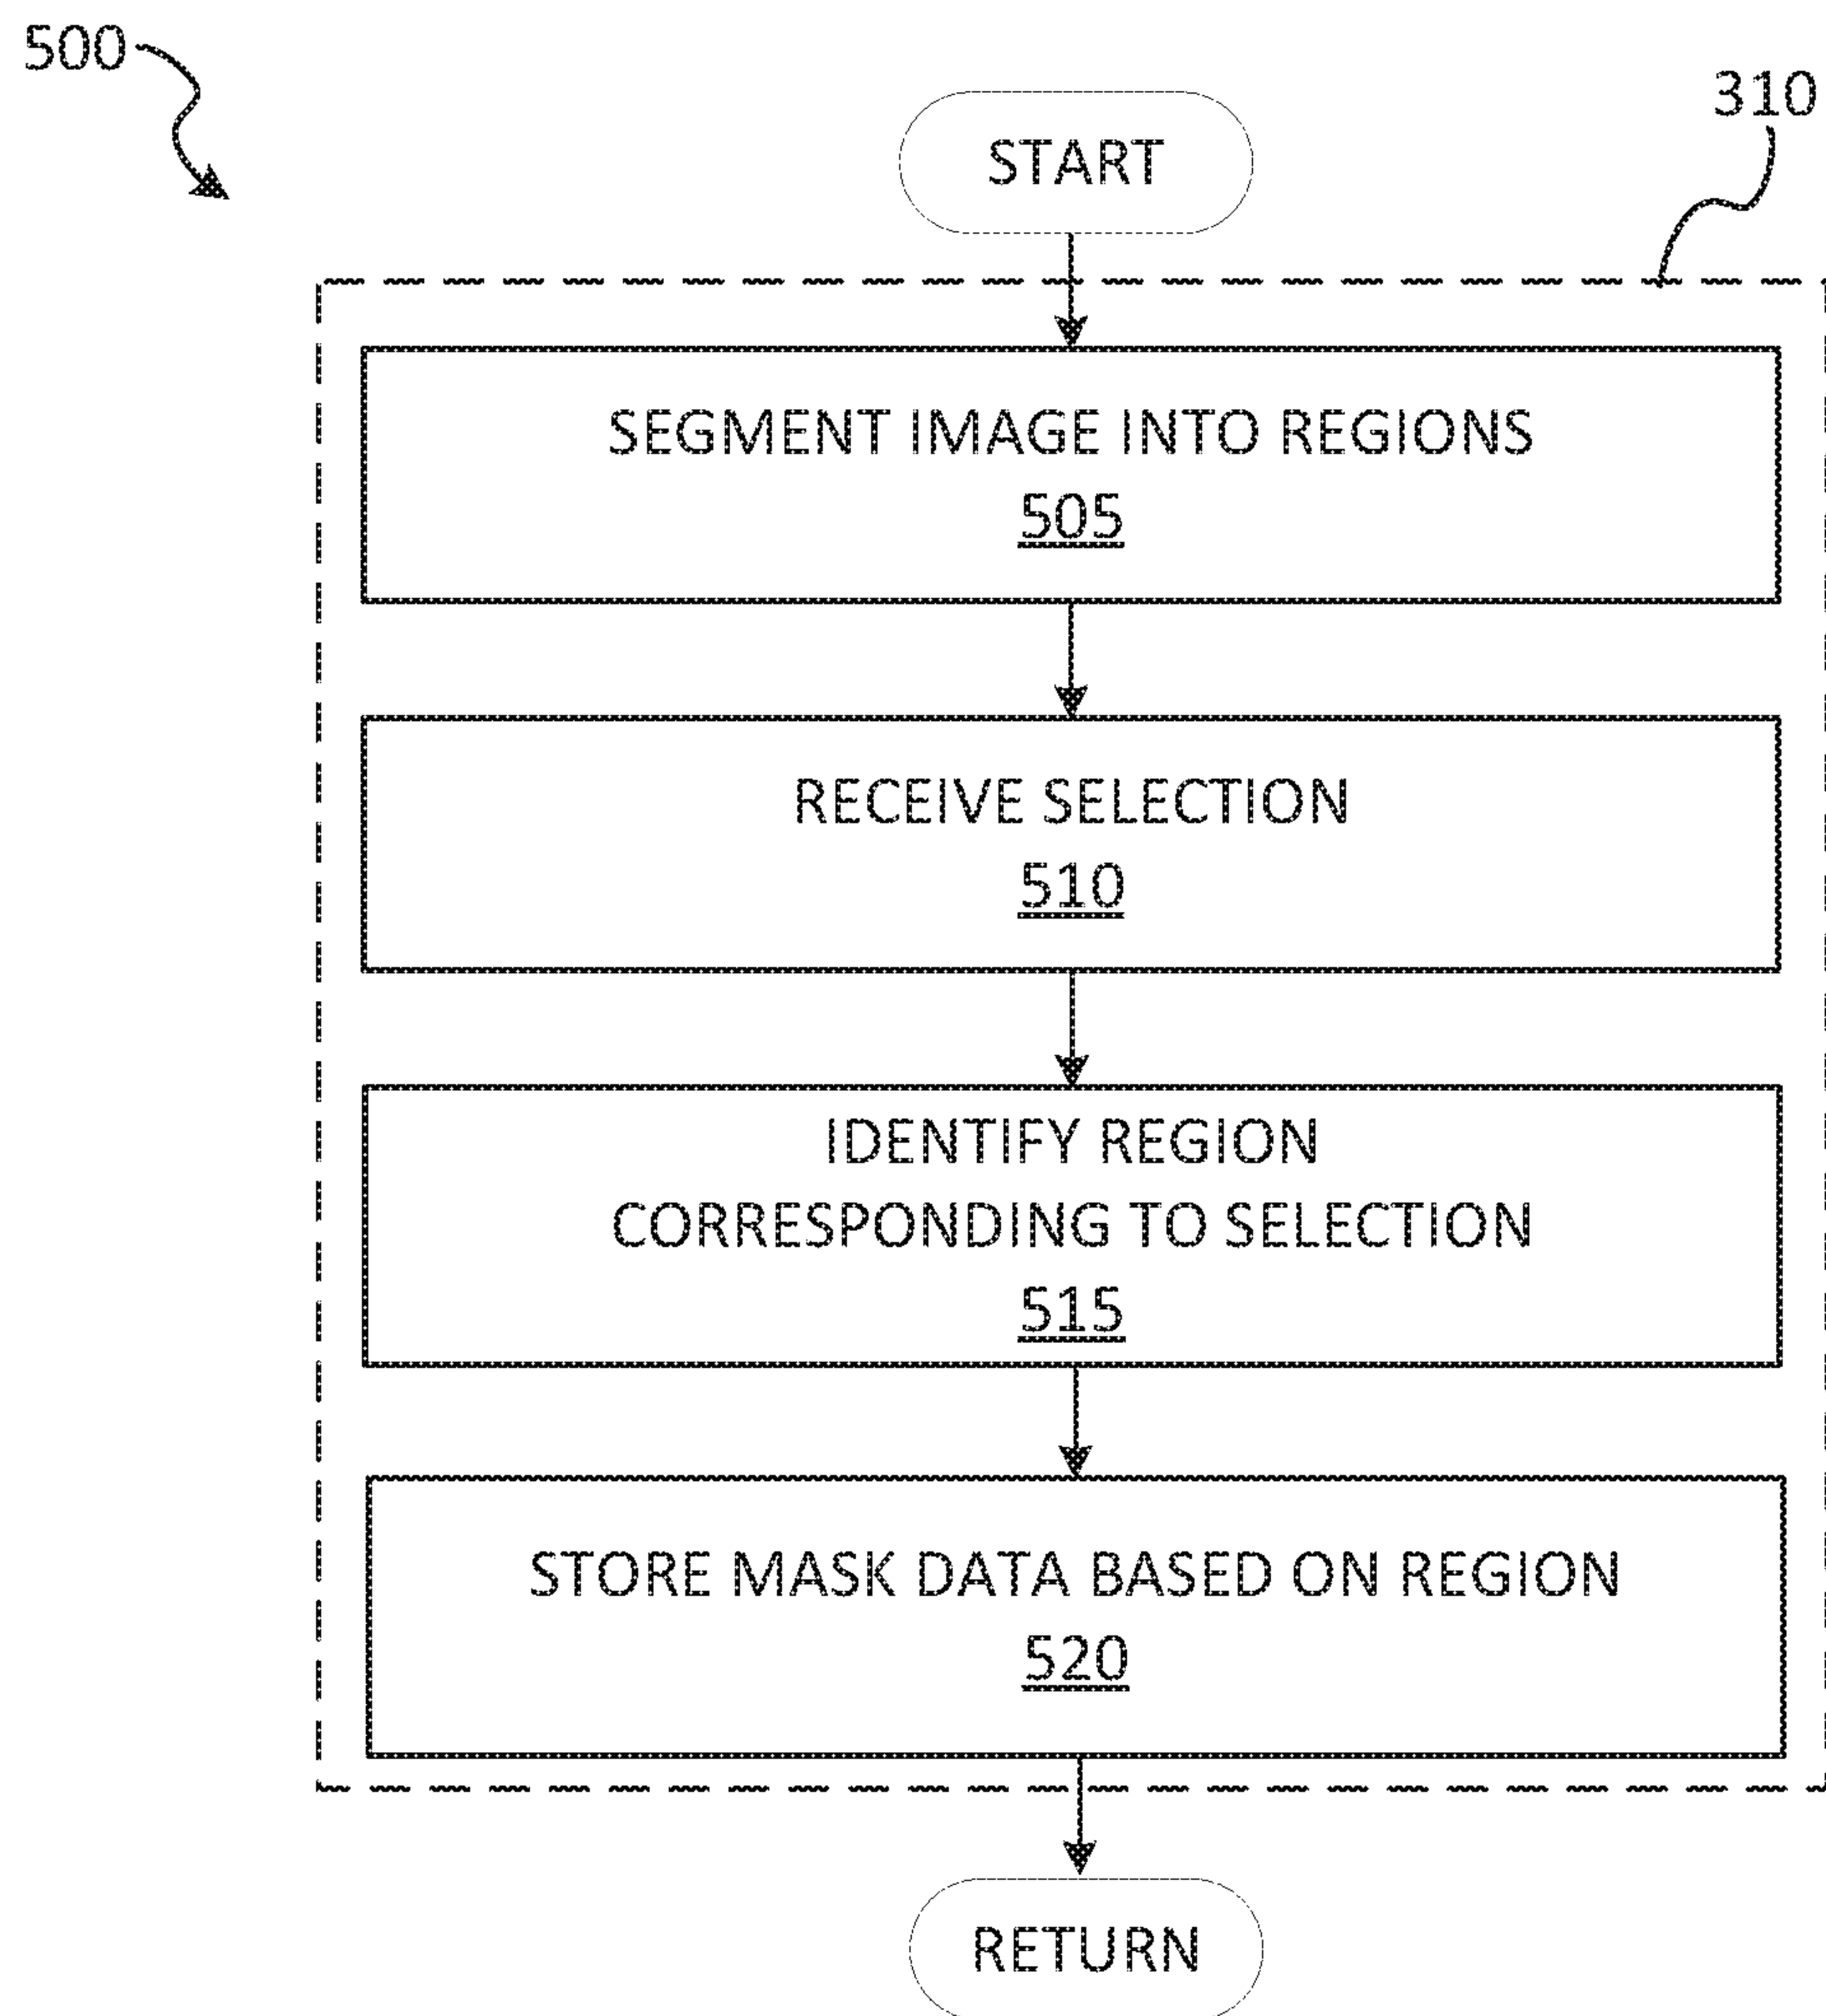 500
310
START
SEGMENT IMAGE INTO REGIONS
505
RECEIVE SELECTION
510
IDENTIFY REGION
CORRESPONDING TO SELECTION
515
STORE MASK DATA BASED ON REGION
520
RETURN